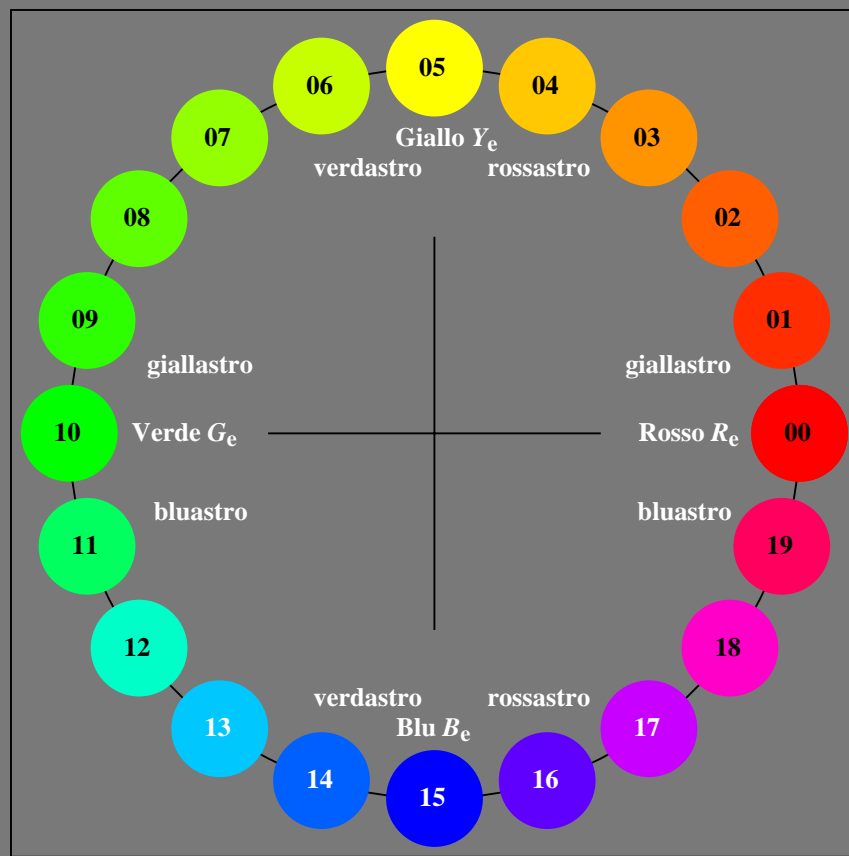 05
06 04
07 Giallo Yₑ 03
verdastro rossastro
08 02
09 01
giallastro giallastro
10 Verde Gₑ Rosso Rₑ 00
bluastro bluastro
11 19
12 18
verdastro rossastro
13 Blu Bₑ 17
14 16
15